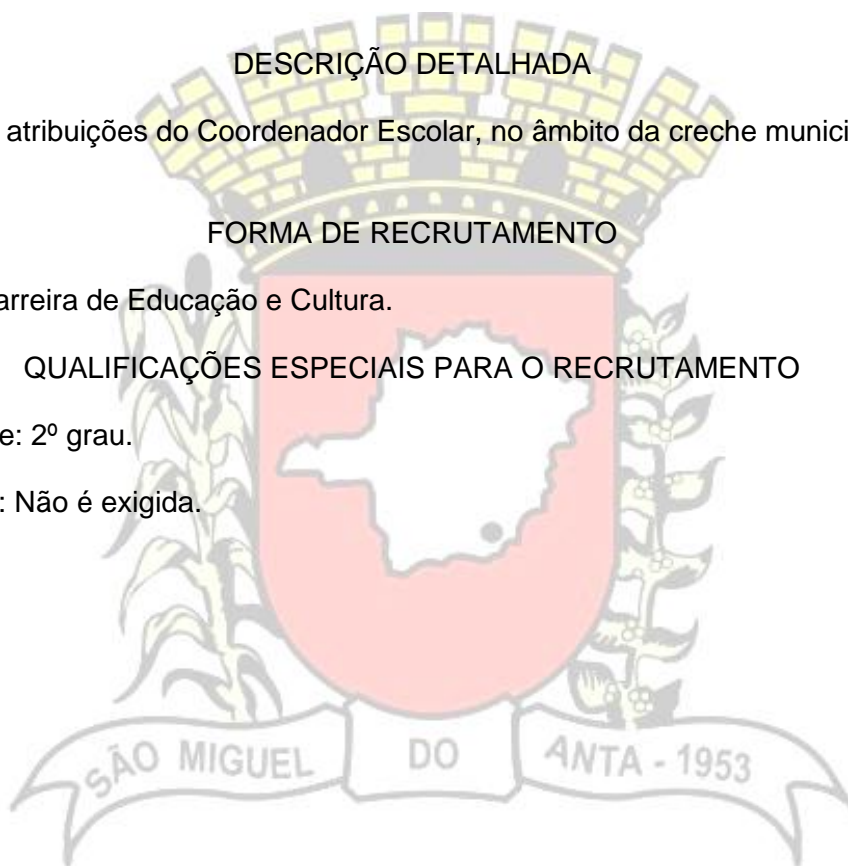 DESCRIÇÃO DETALHADA
atribuições do Coordenador Escolar, no âmbito da creche munici
FORMA DE RECRUTAMENTO
arreira de Educação e Cultura.
QUALIFICAÇÕES ESPECIAIS PARA O RECRUTAMENTO
e: 2º grau.
: Não é exigida.
SÃO MIGUEL DO ANTA - 1953